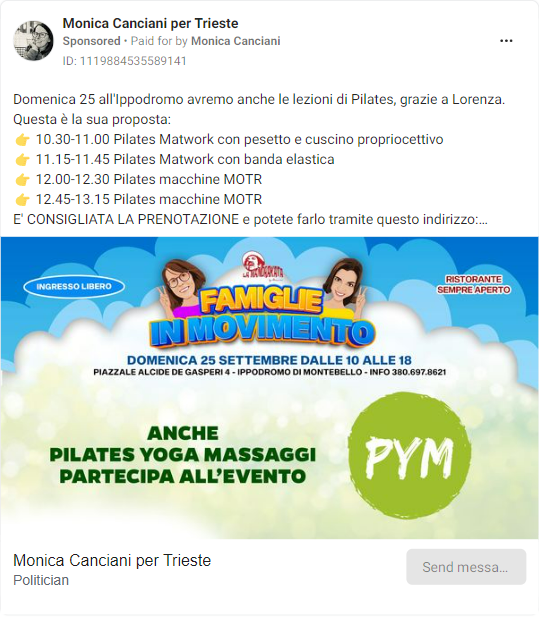 Monica Canciani per Trieste
Sponsored • Paid for by Monica Canciani
ID: 1119884535589141
Domenica 25 all'Ippodromo avremo anche le lezioni di Pilates, grazie a Lorenza.
Questa è la sua proposta:
👉 10.30-11.00 Pilates Matwork con pesetto e cuscino propriocettivo
👉 11.15-11.45 Pilates Matwork con banda elastica
👉 12.00-12.30 Pilates macchine MOTR
👉 12.45-13.15 Pilates macchine MOTR
E' CONSIGLIATA LA PRENOTAZIONE e potete farlo tramite questo indirizzo:...
INGRESSO LIBERO
RISTORANTE
SEMPRE APERTO
FAMIGLIE
IN MOVIMENTO
DOMENICA 25 SETTEMBRE DALLE 10 ALLE 18
PIAZZALE ALCIDE DE GASPERI 4 - IPPODROMO DI MONTEBELLO - INFO 380.697.8621
ANCHE
PILATES YOGA MASSAGGI
PARTECIPA ALL'EVENTO
PYM
Monica Canciani per Trieste
Politician
Send messa...